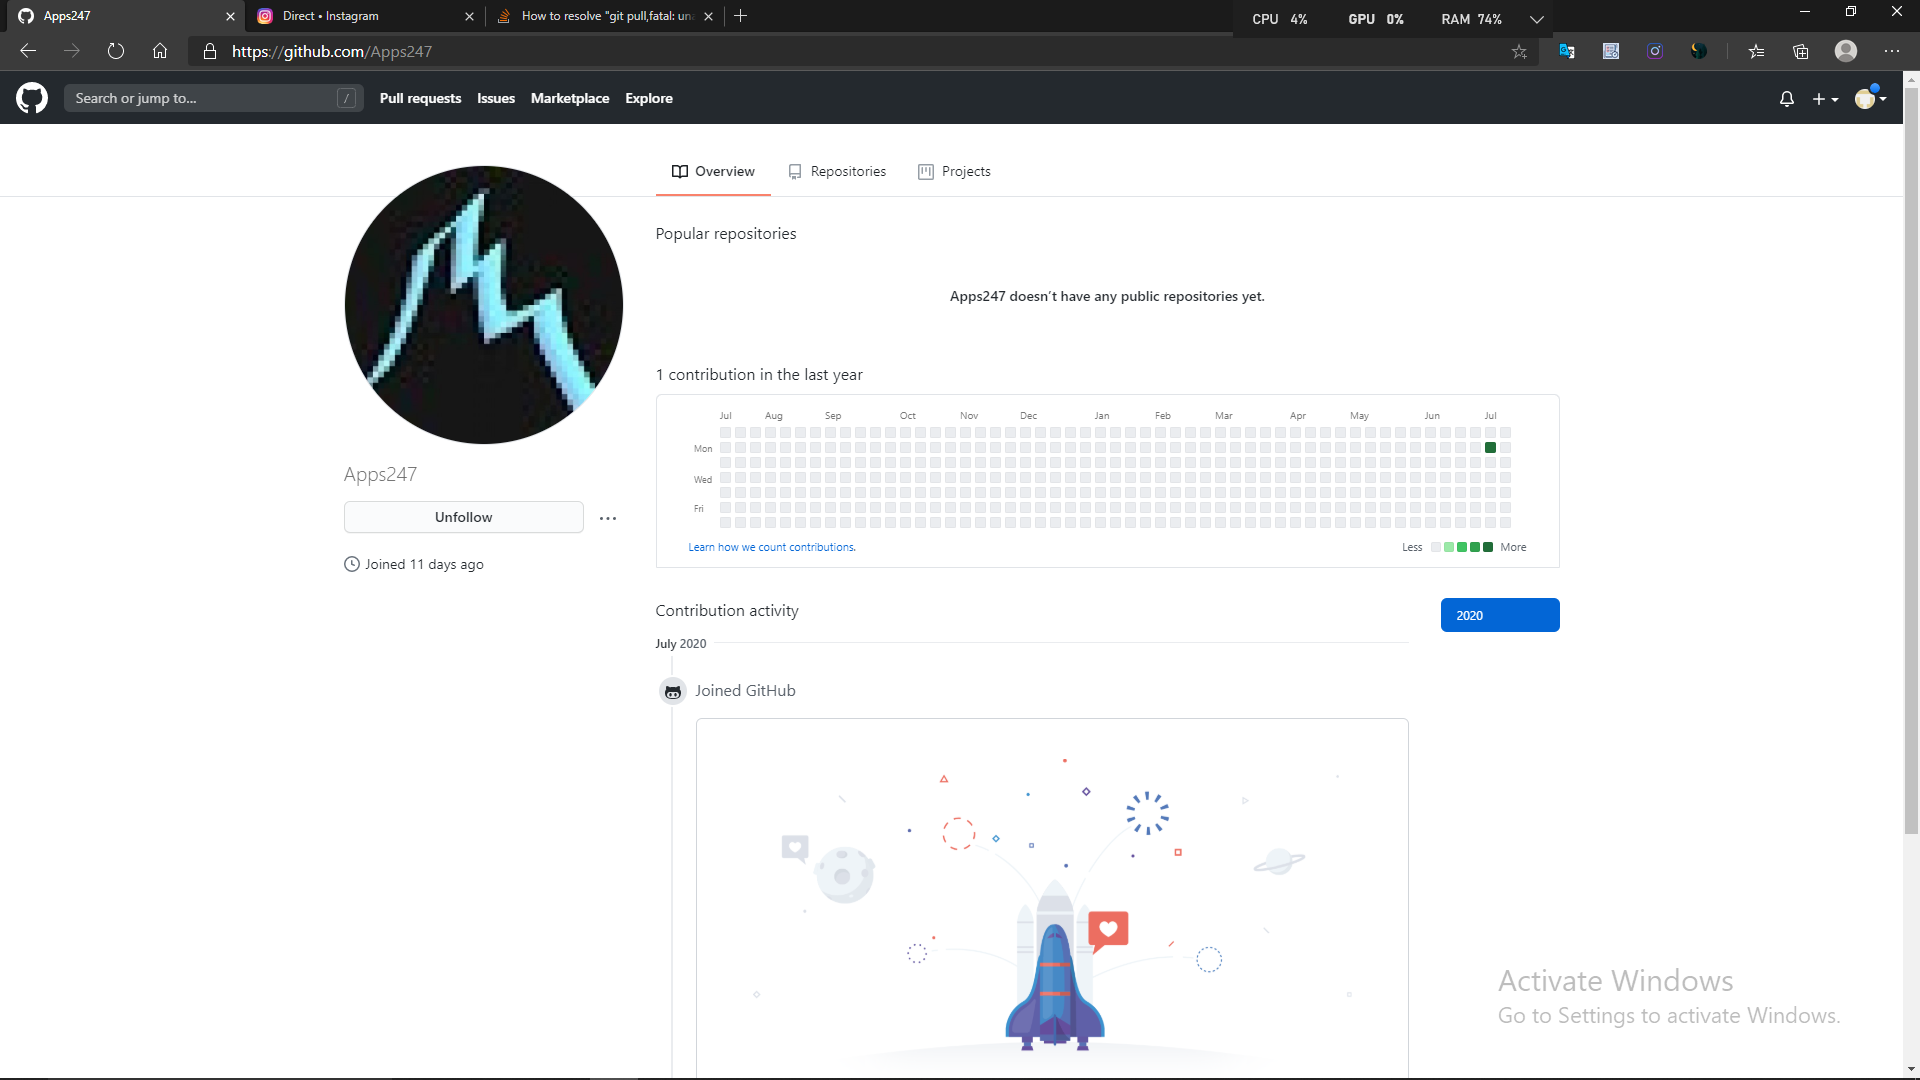 Apps247
Direct • Instagram
How to resolve "git pull,fatal: una
CPU 4% GPU 0% RAM 74%
https://github.com/Apps247
Search or jump to... /
Pull requests Issues Marketplace Explore
Overview Repositories Projects
Popular repositories
Apps247 doesn't have any public repositories yet.
1 contribution in the last year
Jul Aug Sep Oct Nov Dec Jan Feb Mar Apr May Jun Jul
Mon
Wed
Fri
Learn how we count contributions.
Less More
Apps247
Unfollow
Joined 11 days ago
Contribution activity
2020
July 2020
Joined GitHub
Activate Windows
Go to Settings to activate Windows.